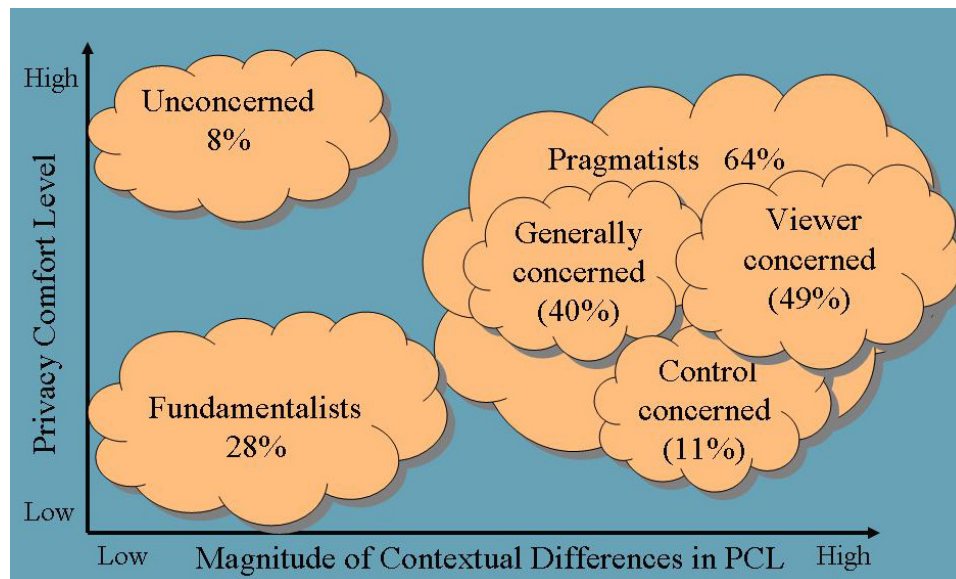 High
Unconcerned
8%
Pragmatists 64%
Generally
concerned
(40%)
Viewer
concerned
(49%)
Control
concerned
(11%)
Fundamentalists
28%
Privacy Comfort Level
Low
Low
Magnitude of Contextual Differences in PCL
High